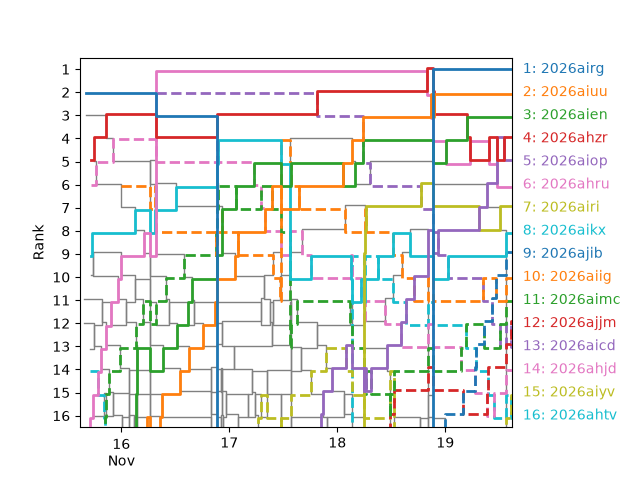 1
2
3
4
5
6
7
8
9
10
11
12
13
14
15
16
Rank
16
17
18
19
Nov
1: 2026airg
2: 2026aiuu
3: 2026aien
4: 2026ahzr
5: 2026aiop
6: 2026ahru
7: 2026airi
8: 2026aikx
9: 2026ajib
10: 2026aiig
11: 2026aimc
12: 2026ajjm
13: 2026aicd
14: 2026ahjd
15: 2026aiyv
16: 2026ahtv